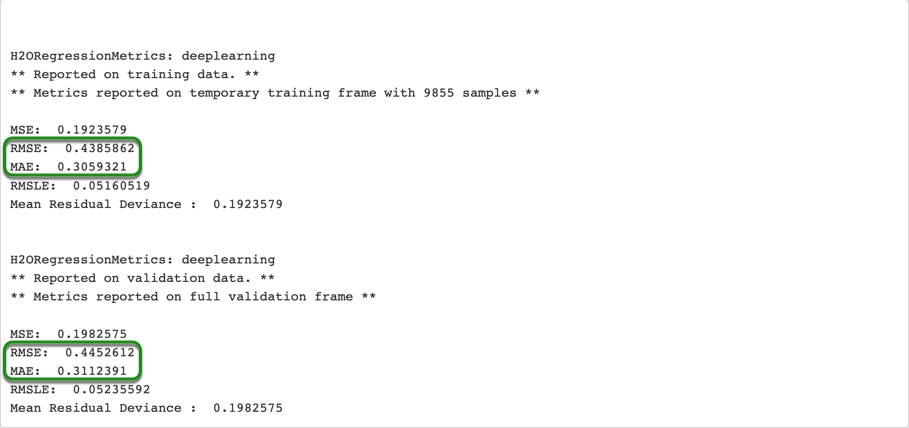 H2ORegressionMetrics: deeplearning
** Reported on training data. **
** Metrics reported on temporary training frame with 9855 samples **
MSE:  0.1923579
RMSE:  0.4385862
MAE:  0.3059321
RMSLE:  0.05160519
Mean Residual Deviance :  0.1923579
H2ORegressionMetrics: deeplearning
** Reported on validation data. **
** Metrics reported on full validation frame **
MSE:  0.1982575
RMSE:  0.4452612
MAE:  0.3112391
RMSLE:  0.05235592
Mean Residual Deviance :  0.1982575